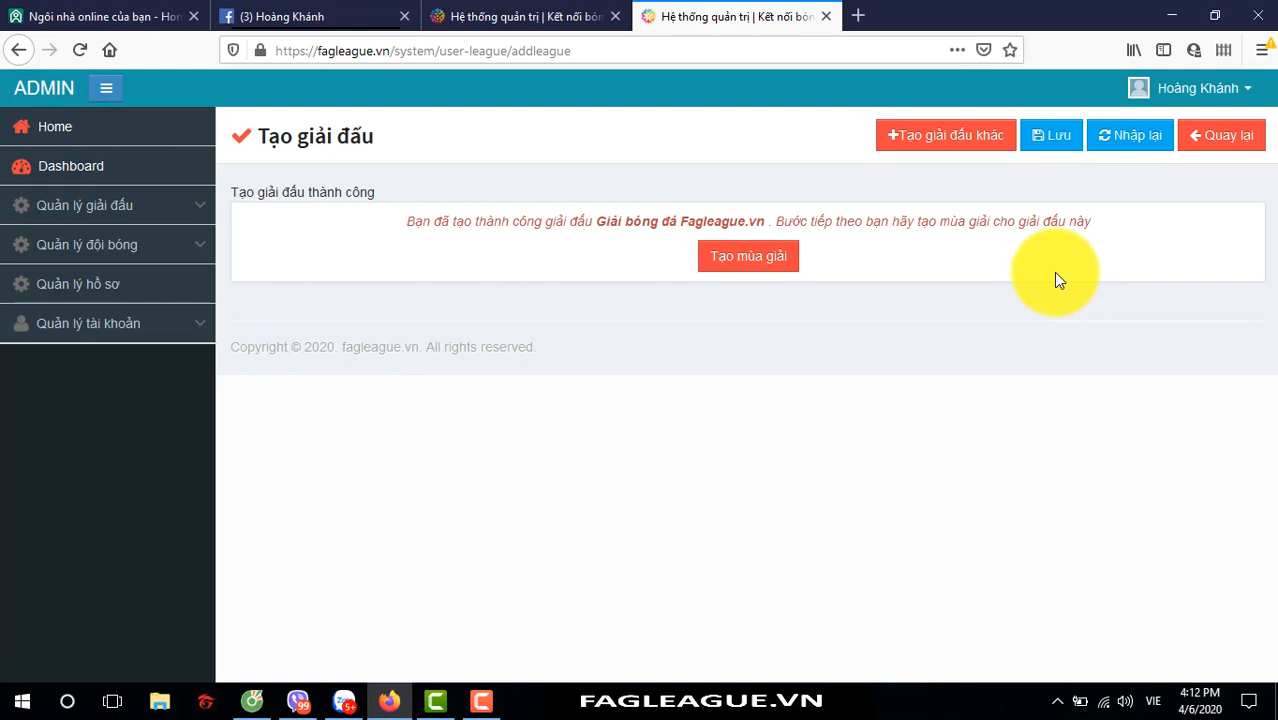 Ngôi nhà online của bạn - Hom
(3) Hoàng Khánh
Hệ thống quản trị | Kết nối bón
Hệ thống quản trị | Kết nối bón
https://fagleague.vn/system/user-league/addleague
ADMIN
Hoàng Khánh
Home
Dashboard
Quản lý giải đấu
Quản lý đội bóng
Quản lý hồ sơ
Quản lý tài khoản
Tạo giải đấu
Tạo giải đấu khác
Lưu
Nhập lại
Quay lại
Tạo giải đấu thành công
Bạn đã tạo thành công giải đấu Giải bóng đá Fagleague.vn . Bước tiếp theo bạn hãy tạo mùa giải cho giải đấu này
Tạo mùa giải
Copyright © 2020. fagleague.vn. All rights reserved.
99
Zalo
5+
FAGLEAGUE.VN
VIE
4:12 PM
4/6/2020